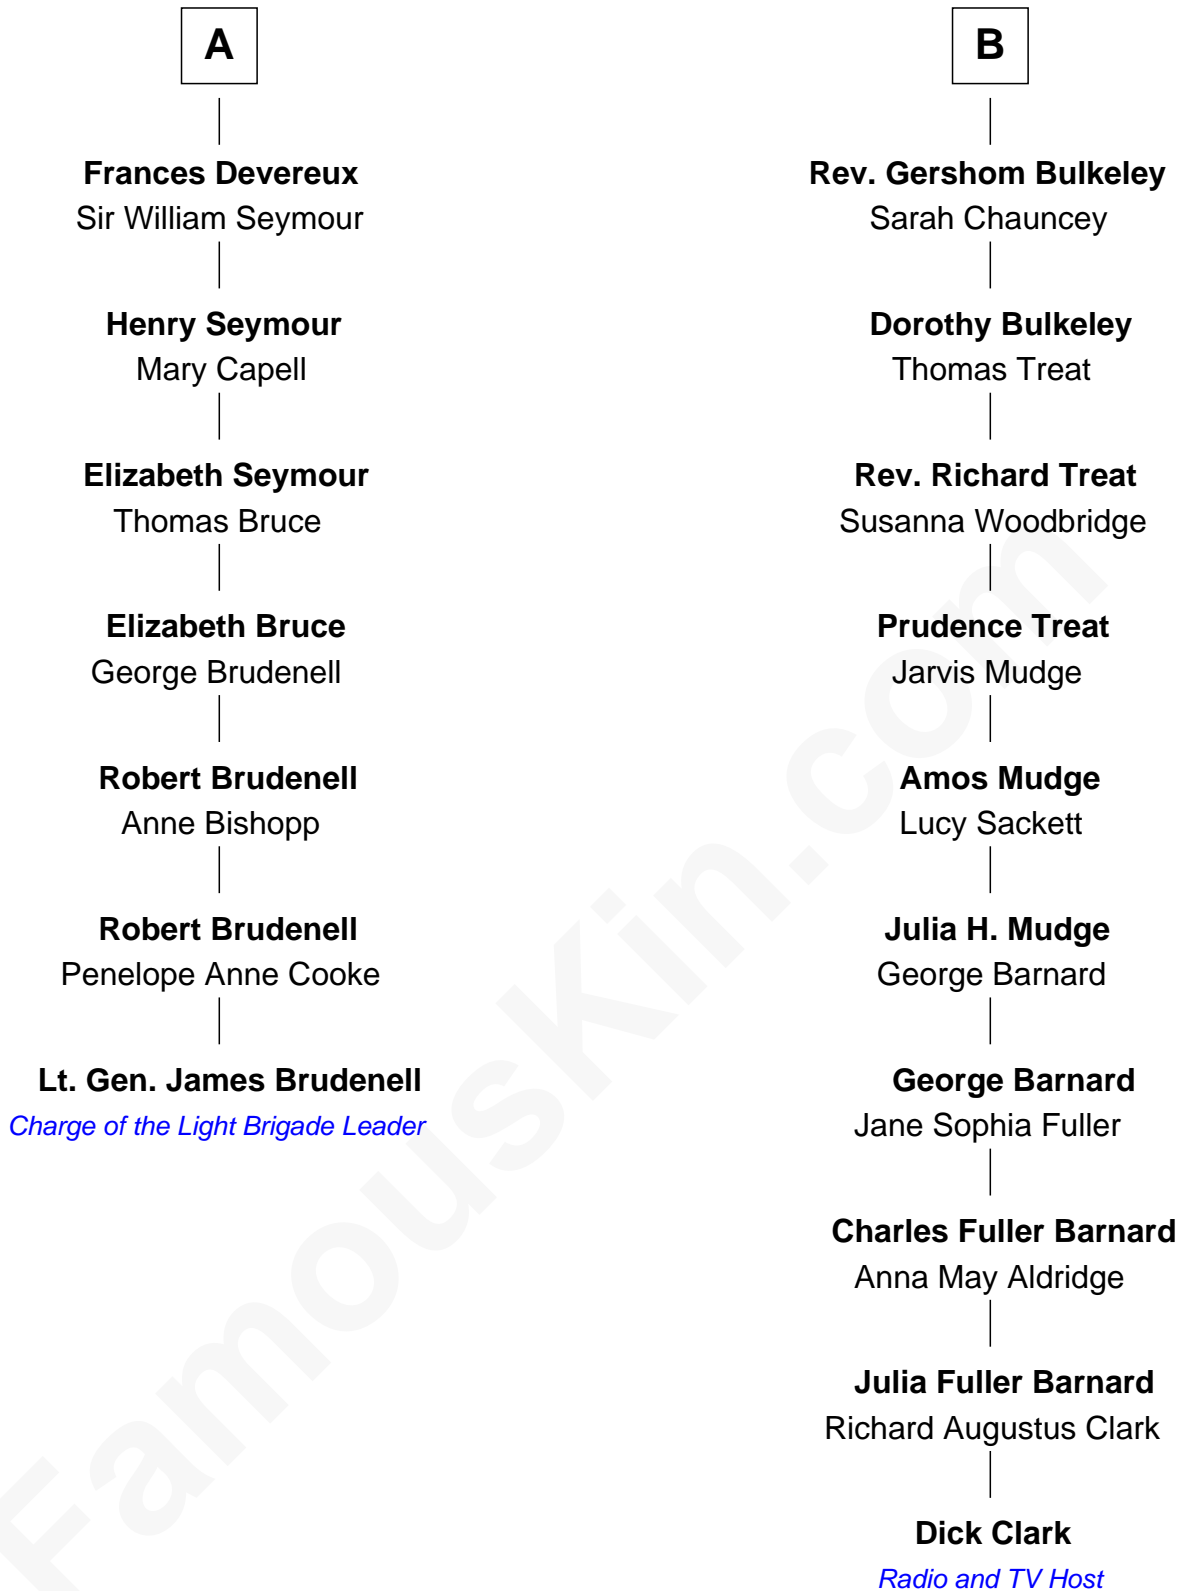 A
Frances Devereux
Sir William Seymour
Henry Seymour
Mary Capell
Elizabeth Seymour
Thomas Bruce
Elizabeth Bruce
George Brudenell
Robert Brudenell
Anne Bishopp
Robert Brudenell
Penelope Anne Cooke
Lt. Gen. James Brudenell
Charge of the Light Brigade Leader
B
Rev. Gershom Bulkeley
Sarah Chauncey
Dorothy Bulkeley
Thomas Treat
Rev. Richard Treat
Susanna Woodbridge
Prudence Treat
Jarvis Mudge
Amos Mudge
Lucy Sackett
Julia H. Mudge
George Barnard
George Barnard
Jane Sophia Fuller
Charles Fuller Barnard
Anna May Aldridge
Julia Fuller Barnard
Richard Augustus Clark
Dick Clark
Radio and TV Host
FamousKin.com